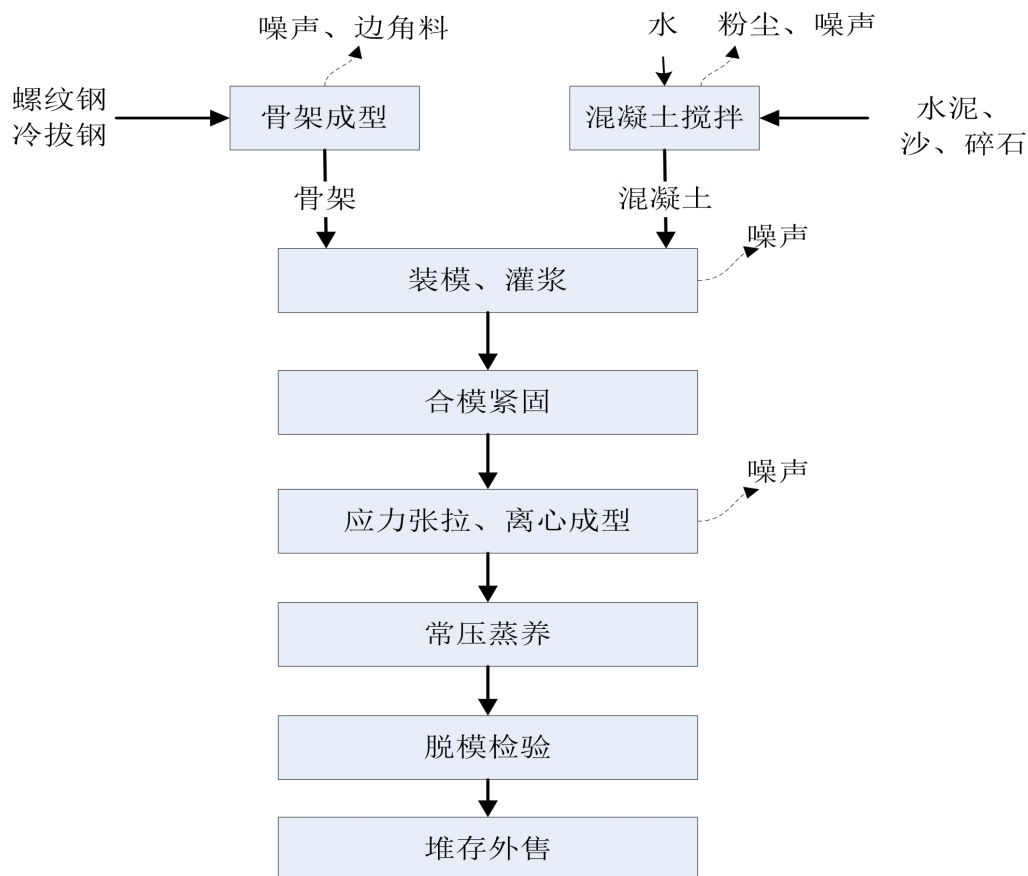 噪声、边角料
水
粉尘、噪声
螺纹钢
冷拔钢
骨架成型
混凝土搅拌
水泥、
沙、碎石
骨架
混凝土
噪声
装模、灌浆
合模紧固
噪声
应力张拉、离心成型
常压蒸养
脱模检验
堆存外售